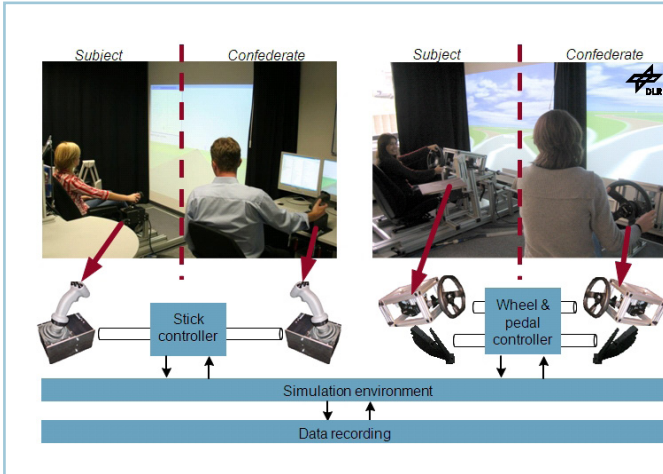 Subject
Confederate
Subject
Confederate
DLR
Stick
controller
Wheel &
pedal
controller
Simulation environment
Data recording